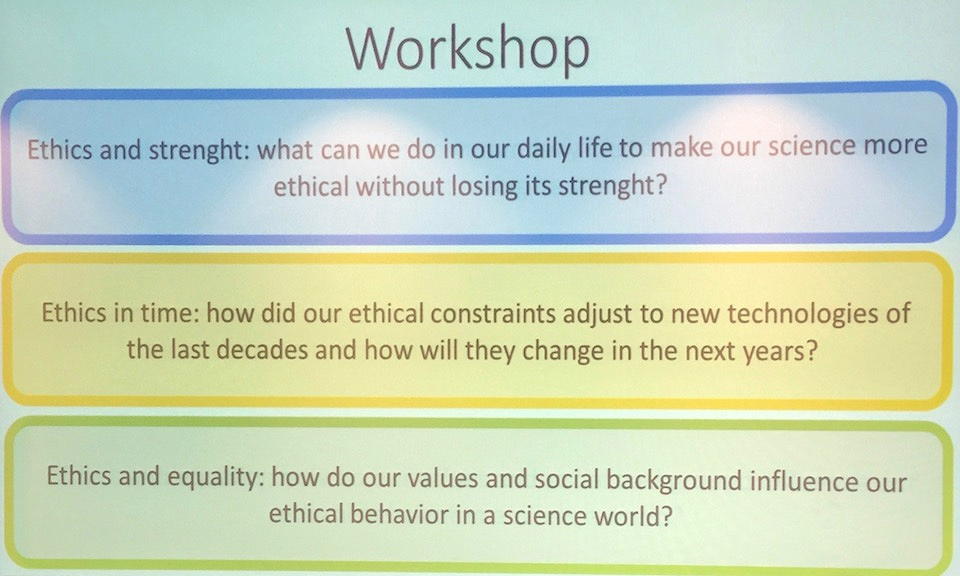 Workshop
Ethics and strenght: what can we do in our daily life to make our science more
ethical without losing its strenght?
Ethics in time: how did our ethical constraints adjust to new technologies of
the last decades and how will they change in the next years?
Ethics and equality: how do our values and social background influence our
ethical behavior in a science world?